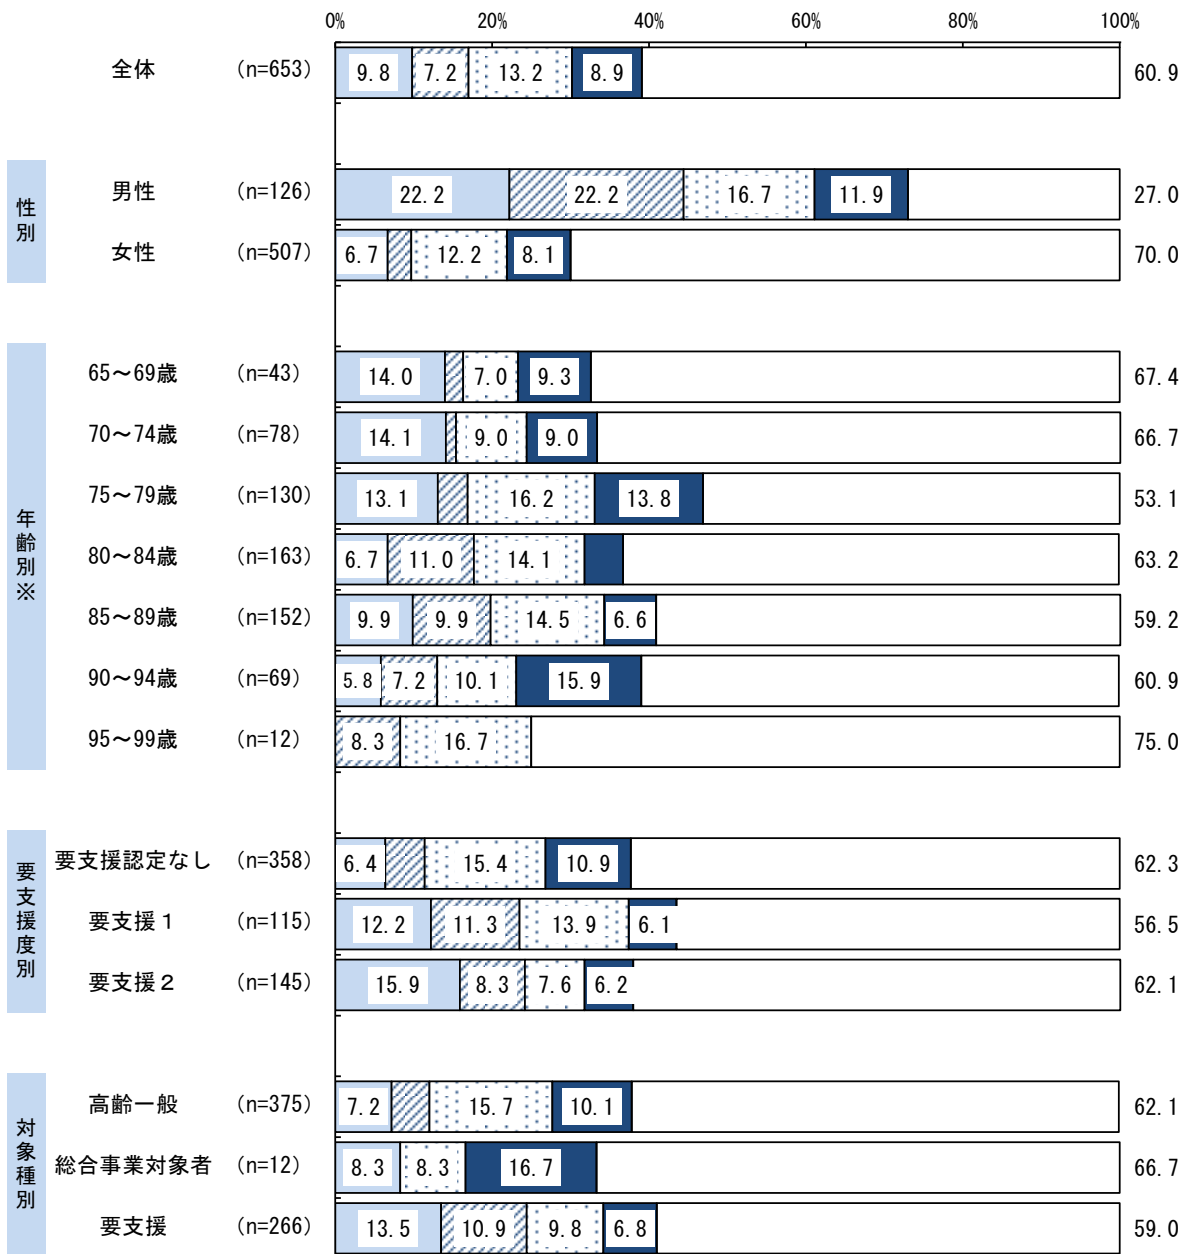 0% 20% 40% 60% 80% 100%
全体 (n=653) 9.8 7.2 13.2 8.9 60.9
性別
男性 (n=126) 22.2 22.2 16.7 11.9 27.0
女性 (n=507) 6.7 12.2 8.1 70.0
年齢別※
65～69歳 (n=43) 14.0 7.0 9.3 67.4
70～74歳 (n=78) 14.1 9.0 9.0 66.7
75～79歳 (n=130) 13.1 16.2 13.8 53.1
80～84歳 (n=163) 6.7 11.0 14.1 63.2
85～89歳 (n=152) 9.9 9.9 14.5 6.6 59.2
90～94歳 (n=69) 5.8 7.2 10.1 15.9 60.9
95～99歳 (n=12) 8.3 16.7 75.0
要支援度別
要支援認定なし (n=358) 6.4 15.4 10.9 62.3
要支援１ (n=115) 12.2 11.3 13.9 6.1 56.5
要支援２ (n=145) 15.9 8.3 7.6 6.2 62.1
対象種別
高齢一般 (n=375) 7.2 15.7 10.1 62.1
総合事業対象者 (n=12) 8.3 8.3 16.7 66.7
要支援 (n=266) 13.5 10.9 9.8 6.8 59.0